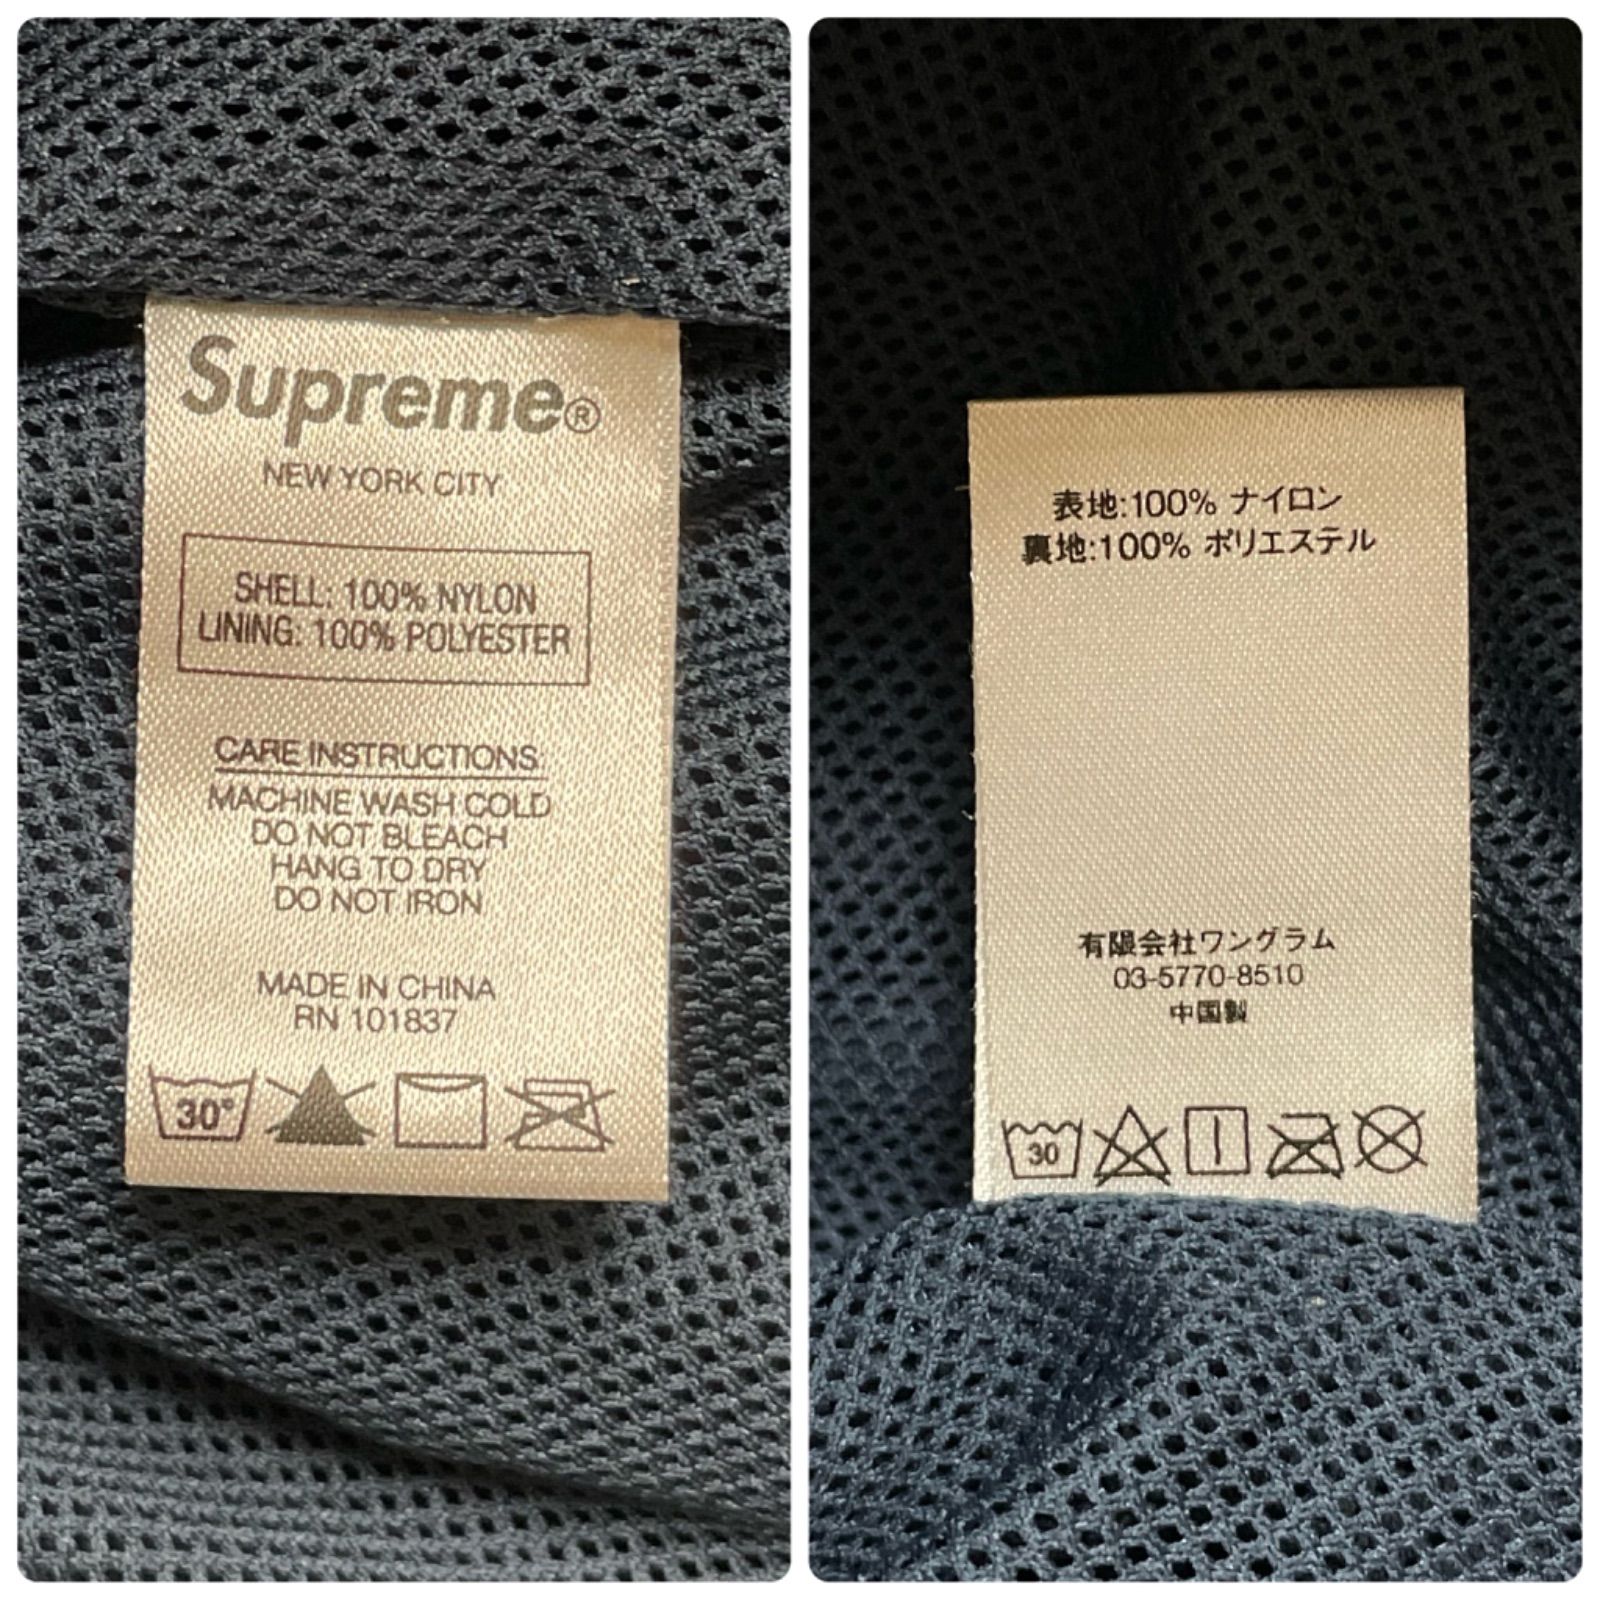 Supreme®
NEW YORK CITY
SHELL: 100% NYLON
LINING: 100% POLYESTER
CARE INSTRUCTIONS
MACHINE WASH COLD
DO NOT BLEACH
HANG TO DRY
DO NOT IRON
MADE IN CHINA
RN 101837
30°
表地:100% ナイロン
裏地:100% ポリエステル
有限会社ワングラム
03-5770-8510
中国製
30